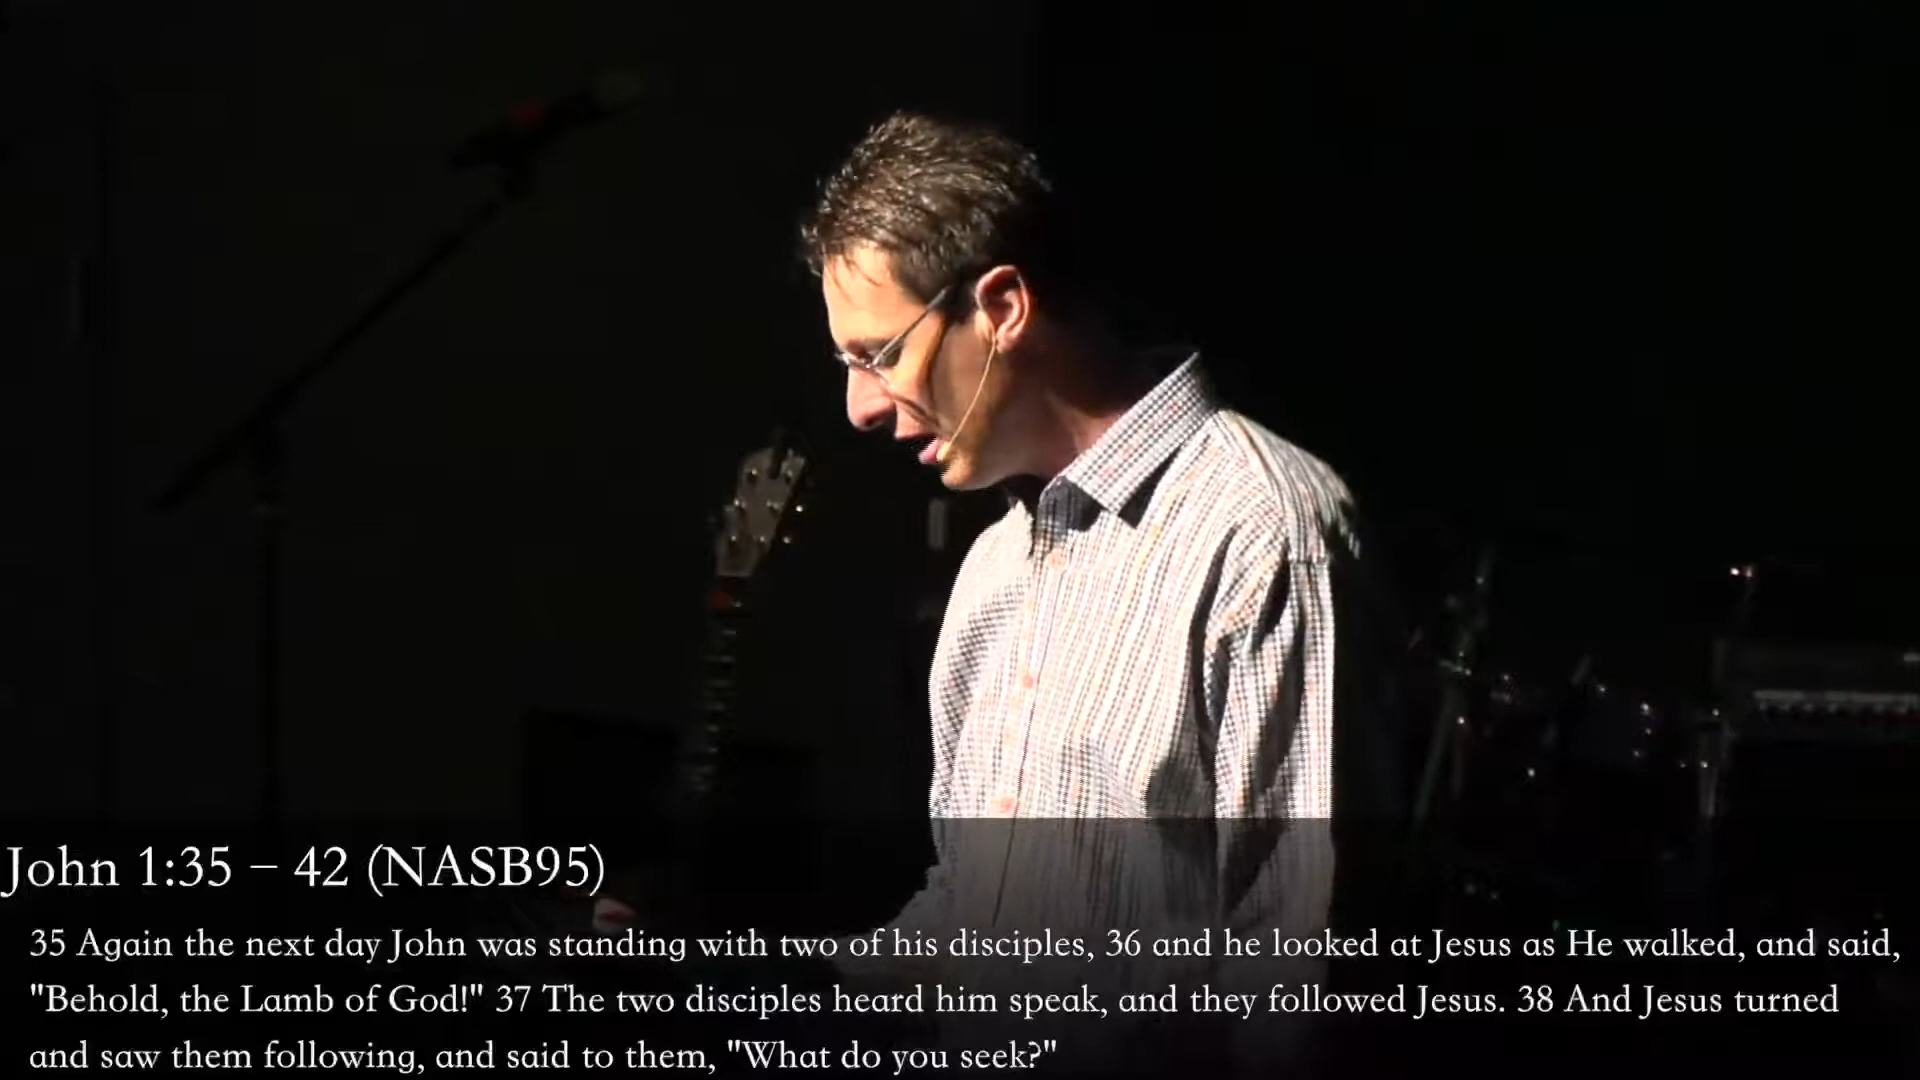 John 1:35 – 42 (NASB95)
35 Again the next day John was standing with two of his disciples, 36 and he looked at Jesus as He walked, and said,
"Behold, the Lamb of God!" 37 The two disciples heard him speak, and they followed Jesus. 38 And Jesus turned
and saw them following, and said to them, "What do you seek?"